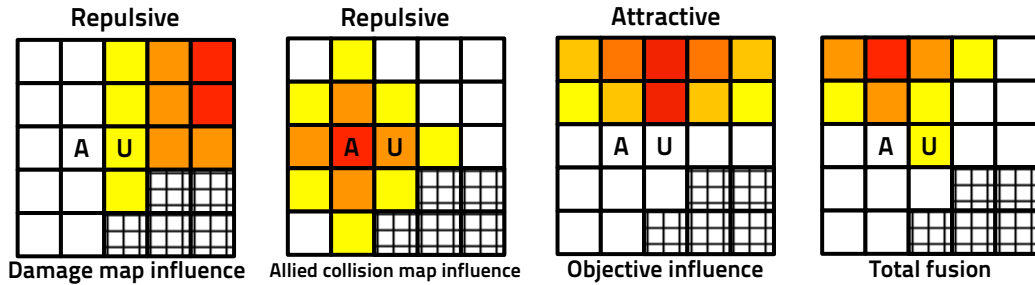 Repulsive
Repulsive
Attractive
A U
A U
A U
A U
Damage map influence
Allied collision map influence
Objective influence
Total fusion